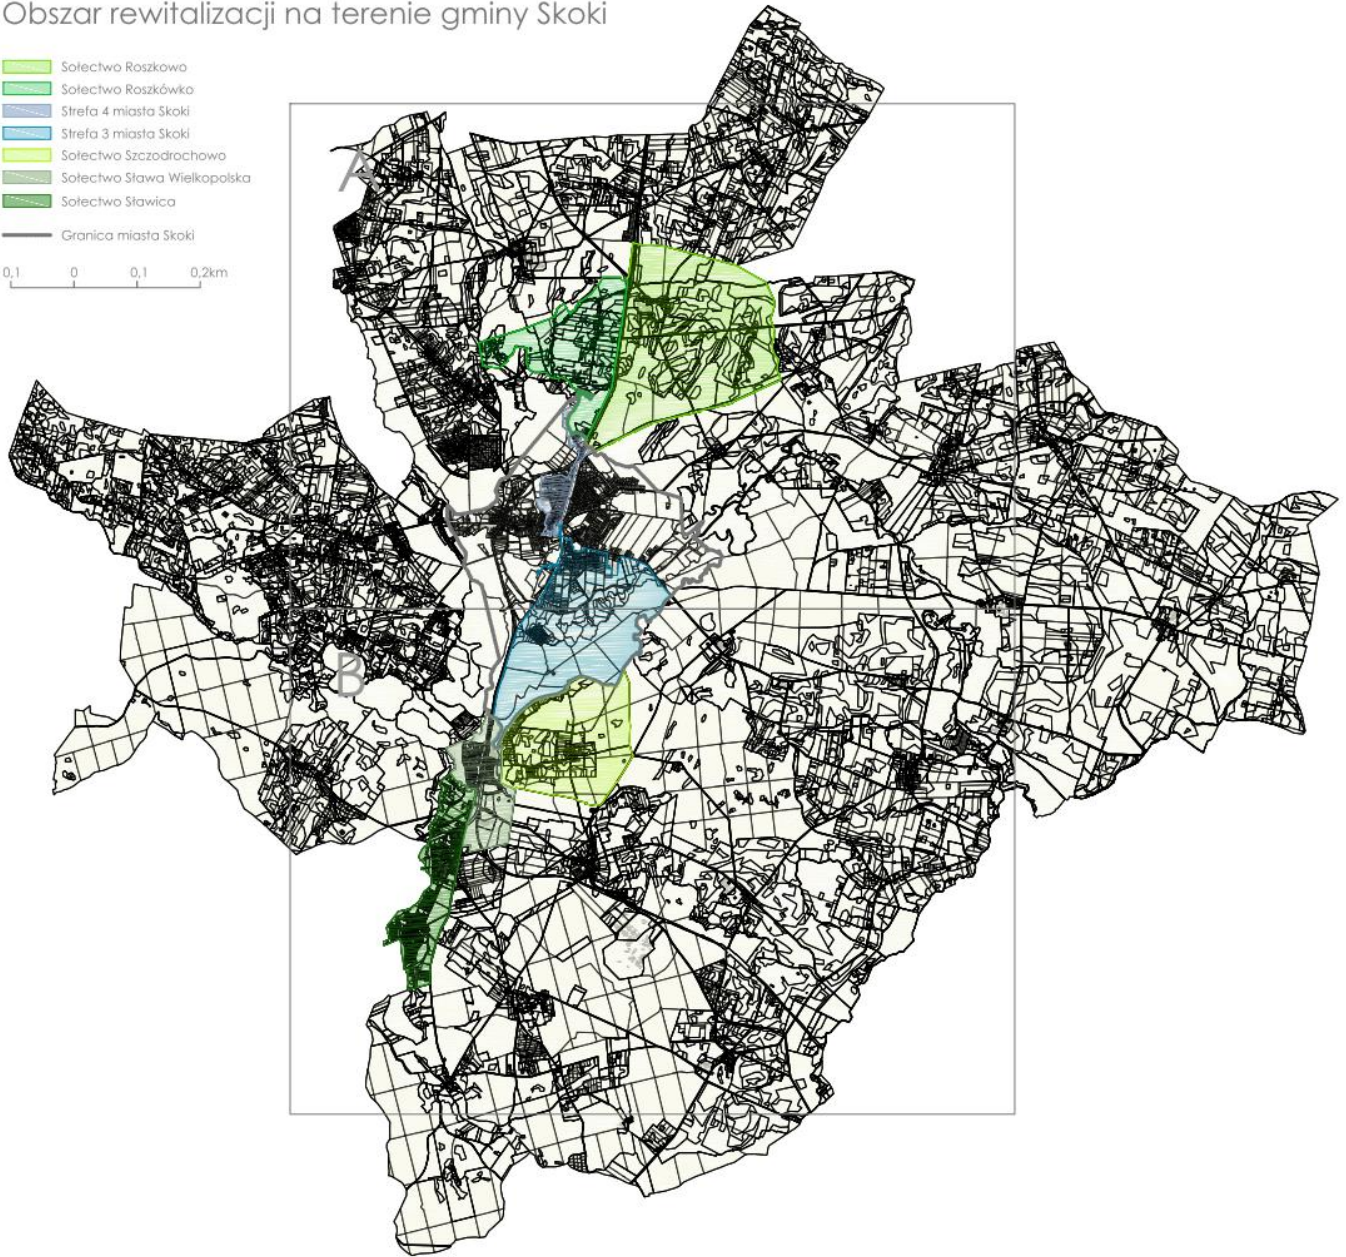 Obszar rewitalizacji na terenie gminy Skoki
Sołectwo Roszkowo
Sołectwo Roszkówko
Strefa 4 miasta Skoki
Strefa 3 miasta Skoki
Sołectwo Szczodrochowo
Sołectwo Sława Wielkopolska
Sołectwo Sławica
Granica miasta Skoki
0,1 0 0,1 0,2km
A
B